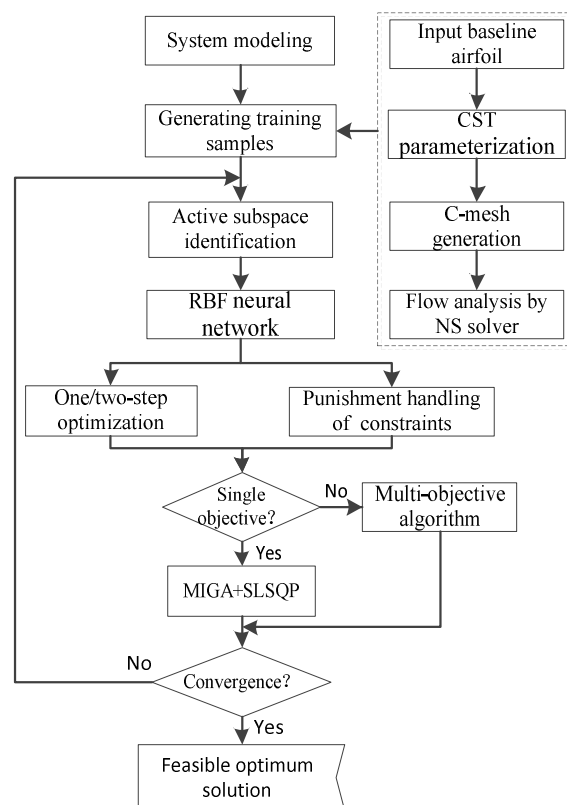 System modeling
Generating training
samples
Active subspace
identification
RBF neural
network
One/two-step
optimization
Punishment handling
of constraints
Single
objective?
No
Multi-objective
algorithm
Yes
MIGA+SLSQP
No
Convergence?
Yes
Feasible optimum
solution
Input baseline
airfoil
CST
parameterization
C-mesh
generation
Flow analysis by
NS solver